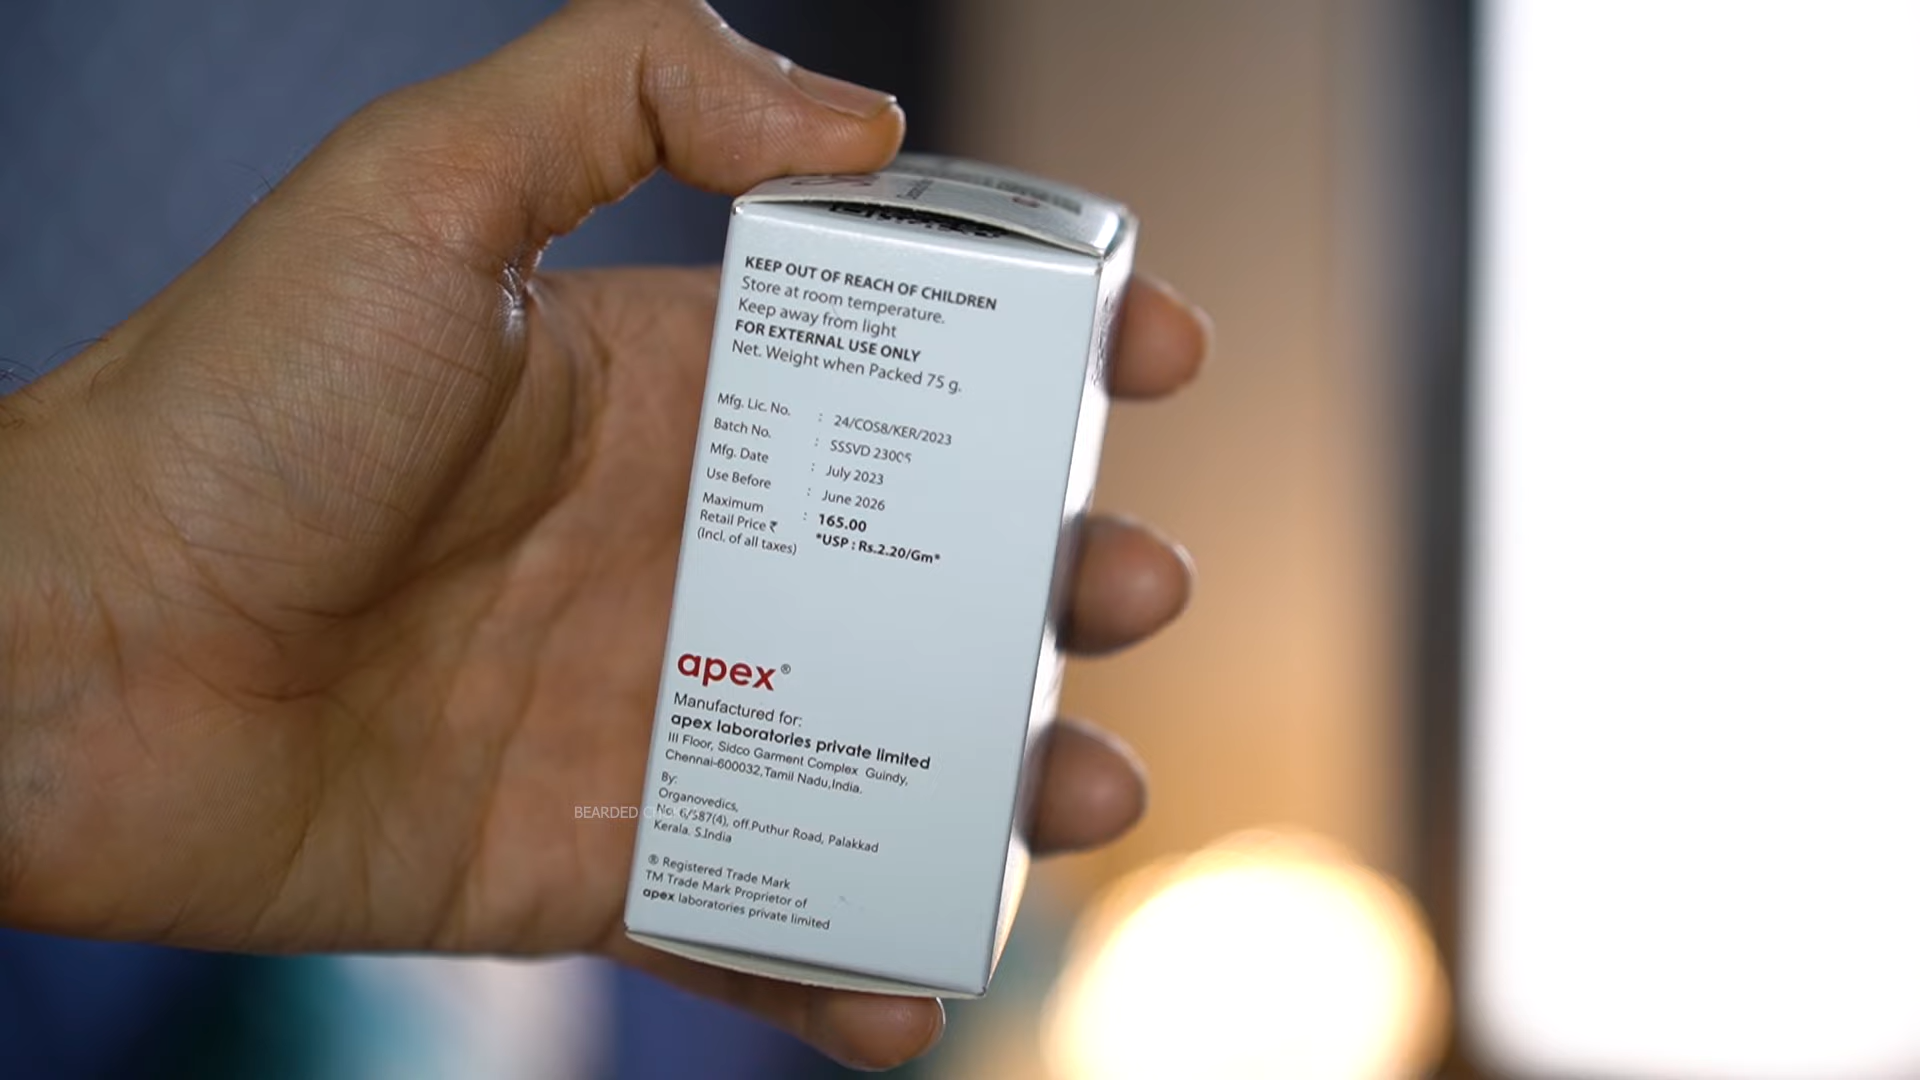 KEEP OUT OF REACH OF CHILDREN
Store at room temperature.
Keep away from light
FOR EXTERNAL USE ONLY
Net. Weight when Packed 75 g.
Mfg. Lic. No. : 24/COS8/KER/2023
Batch No. : SSSVD 23005
Mfg. Date : July 2023
Use Before : June 2026
Maximum
Retail Price ₹ : 165.00
(Incl. of all taxes) *USP : Rs.2.20/Gm*
apex®
Manufactured for:
apex laboratories private limited
III Floor, Sidco Garment Complex Guindy,
Chennai-600032,Tamil Nadu,India.
By:
Organovedics,
No. 6/587(4), off.Puthur Road, Palakkad
Kerala. S.India
® Registered Trade Mark
TM Trade Mark Proprietor of
apex laboratories private limited
BEARDED